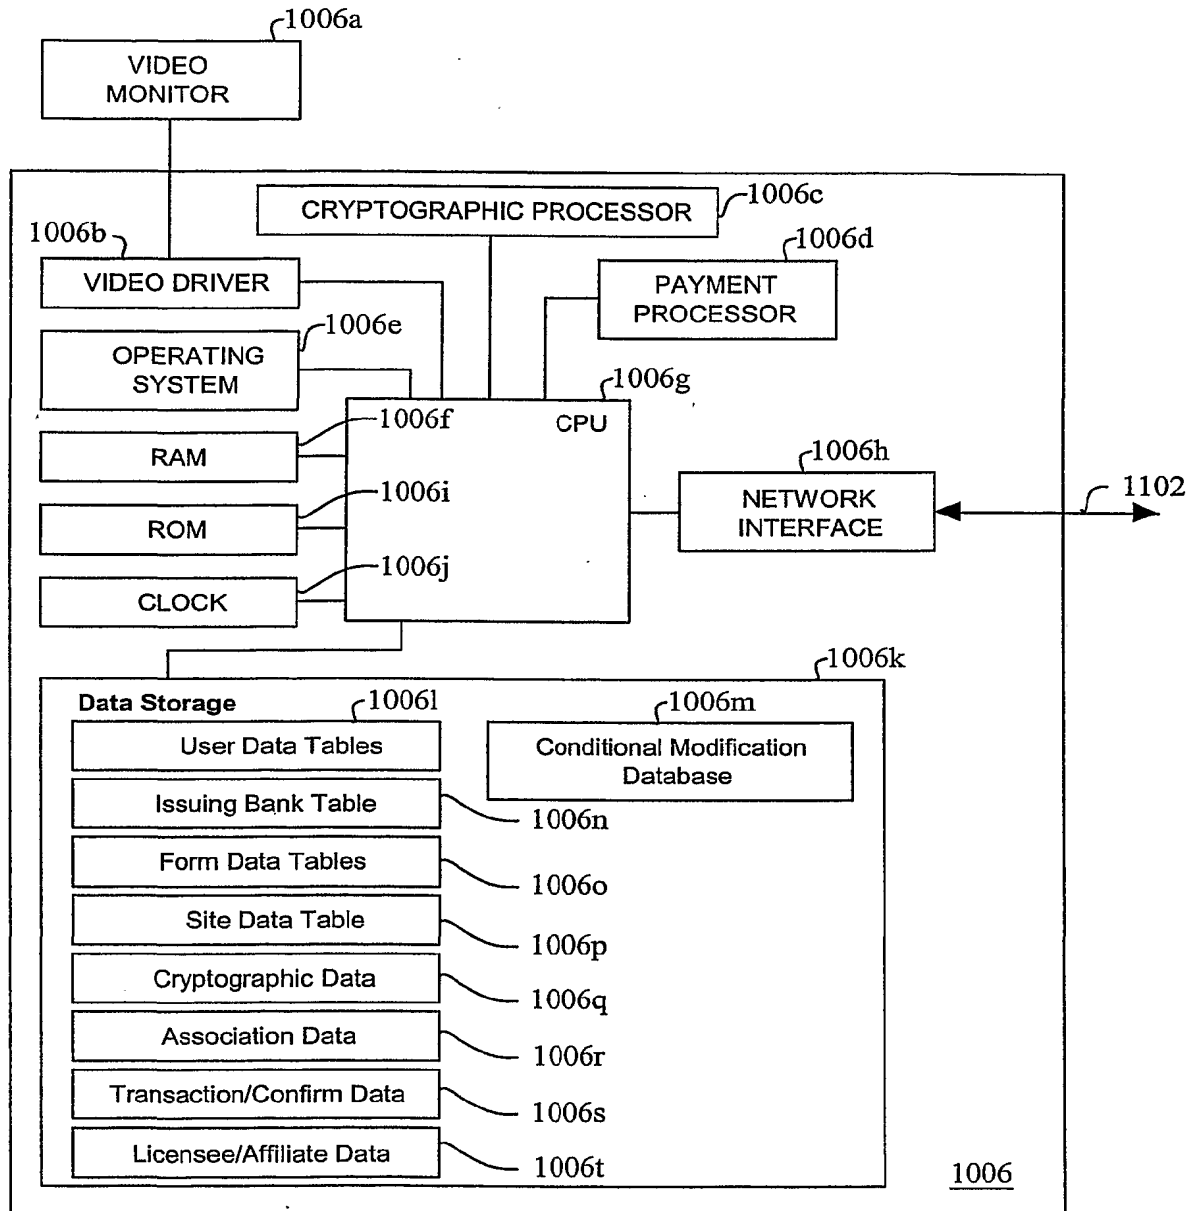 1006a
VIDEO
MONITOR
CRYPTOGRAPHIC PROCESSOR
1006c
1006b
1006d
VIDEO DRIVER
PAYMENT
PROCESSOR
1006e
OPERATING
SYSTEM
1006g
1006f
CPU
RAM
1006h
1006i
NETWORK
INTERFACE
1102
ROM
1006j
CLOCK
1006k
Data Storage
1006l
1006m
User Data Tables
Conditional Modification
Database
Issuing Bank Table
1006n
Form Data Tables
1006o
Site Data Table
1006p
Cryptographic Data
1006q
Association Data
1006r
Transaction/Confirm Data
1006s
Licensee/Affiliate Data
1006t
1006